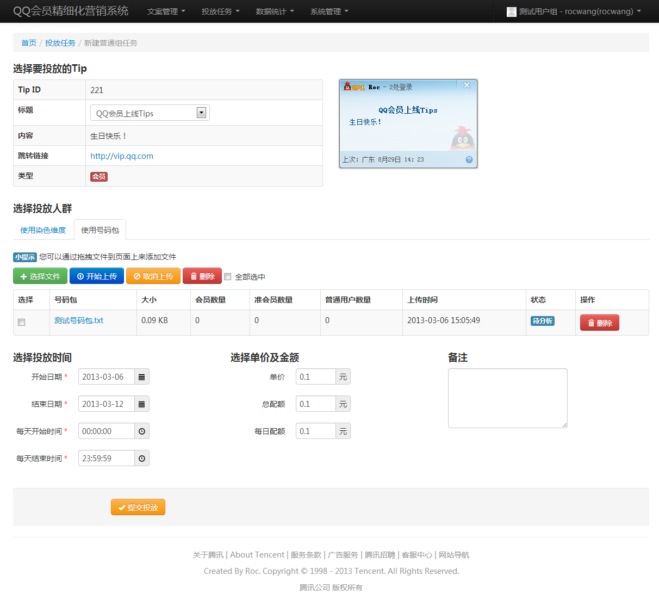 QQ会员精细化营销系统 文案管理 投放任务 数据统计 系统管理 测试用户组 - rocwang(rocwang)
首页 / 投放任务 / 新建普通组任务
选择要投放的Tip
Tip ID 221
标题 QQ会员上线Tips
内容 生日快乐！
跳转链接 http://vip.qq.com
类型 会员
Roc - 2处登录
QQ会员上线Tips
生日快乐!
上次: 广东 8月29日 14: 23
选择投放人群
使用染色维度 使用号码包
小提示 您可以通过拖拽文件到页面上来添加文件
选择文件 开始上传 取消上传 删除 全部选中
选择 号码包 大小 会员数量 准会员数量 普通用户数量 上传时间 状态 操作
测试号码包.txt 0.09 KB 0 0 0 2013-03-06 15:05:49 待分析 删除
选择投放时间 选择单价及金额 备注
开始日期 * 2013-03-06 单价 0.1 元
结束日期 * 2013-03-12 总配额 0.1 元
每天开始时间 * 00:00:00 每日配额 0.1 元
每天结束时间 * 23:59:59
提交投放
关于腾讯 | About Tencent | 服务条款 | 广告服务 | 腾讯招聘 | 客服中心 | 网站导航
Created By Roc. Copyright © 1998 - 2013 Tencent. All Rights Reserved.
腾讯公司 版权所有